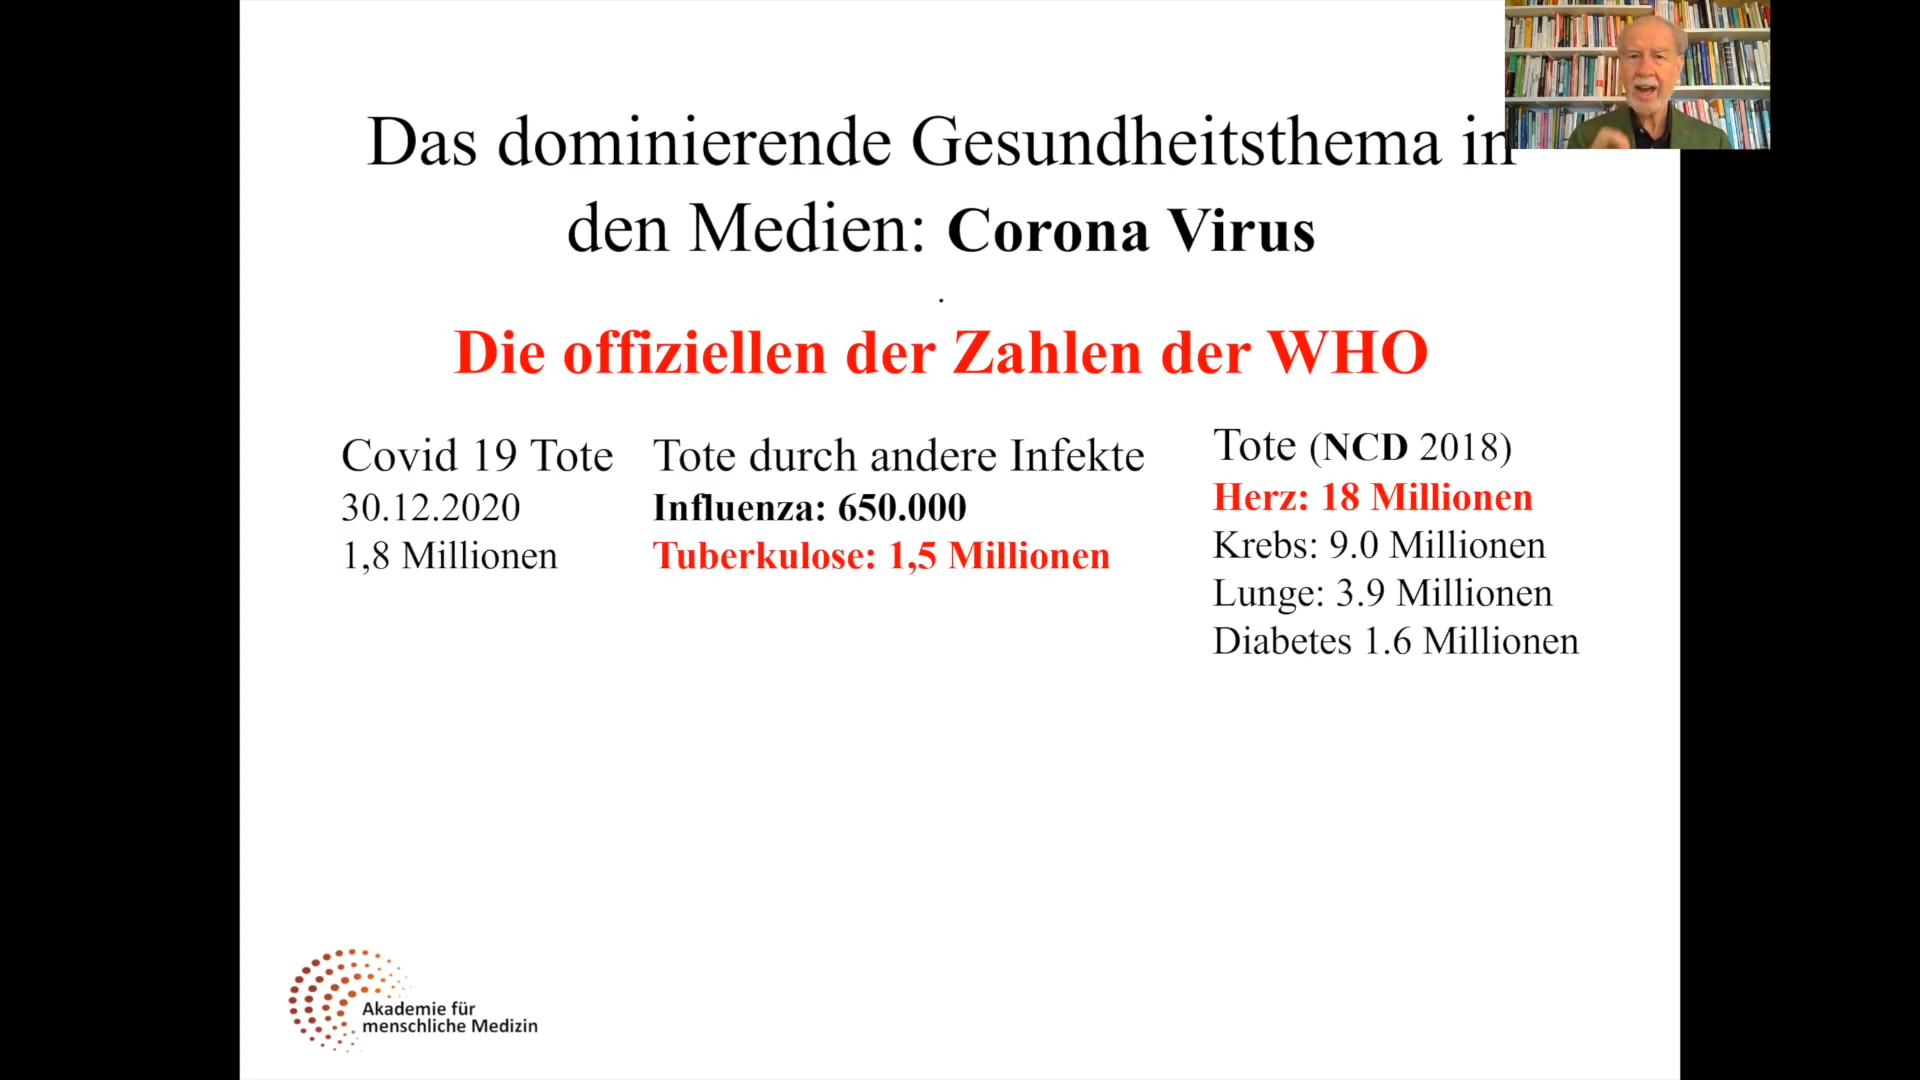 Das dominierende Gesundheitsthema in
den Medien: Corona Virus
.
Die offiziellen der Zahlen der WHO
Covid 19 Tote
30.12.2020
1,8 Millionen
Tote durch andere Infekte
Influenza: 650.000
Tuberkulose: 1,5 Millionen
Tote (NCD 2018)
Herz: 18 Millionen
Krebs: 9.0 Millionen
Lunge: 3.9 Millionen
Diabetes 1.6 Millionen
Akademie für
menschliche Medizin